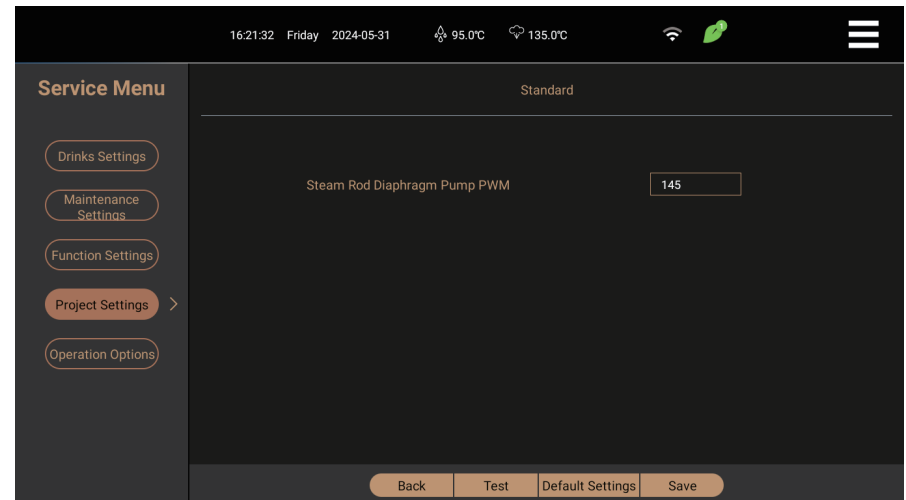 16:21:32 Friday 2024-05-31 95.0℃ 135.0℃ 1
Service Menu
Standard
Drinks Settings
Maintenance
Settings
Function Settings
Project Settings
Operation Options
Steam Rod Diaphragm Pump PWM 145
Back Test Default Settings Save